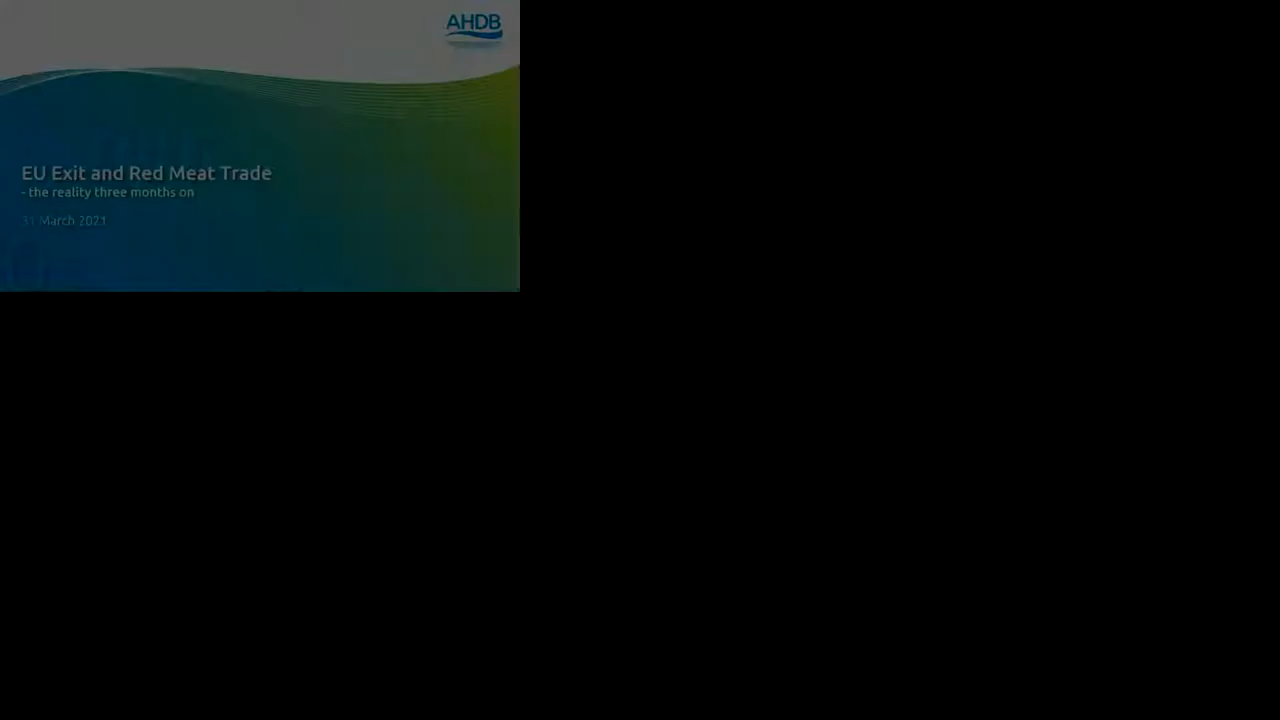 AHDB
EU Exit and Red Meat Trade
- the reality three months on
31 March 2021